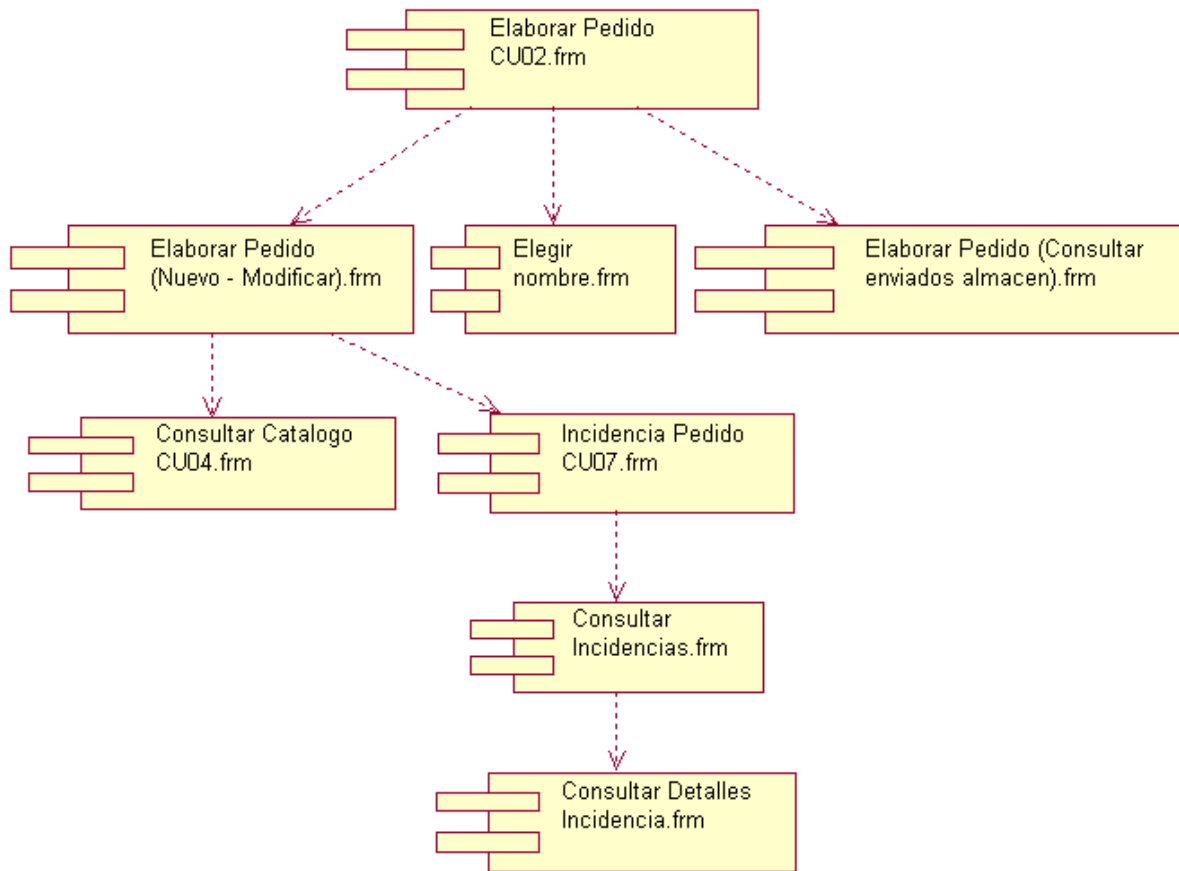 Elaborar Pedido
CU02.frm
Elaborar Pedido
(Nuevo - Modificar).frm
Elegir
nombre.frm
Elaborar Pedido (Consultar
enviados almacen).frm
Consultar Catalogo
CU04.frm
Incidencia Pedido
CU07.frm
Consultar
Incidencias.frm
Consultar Detalles
Incidencia.frm